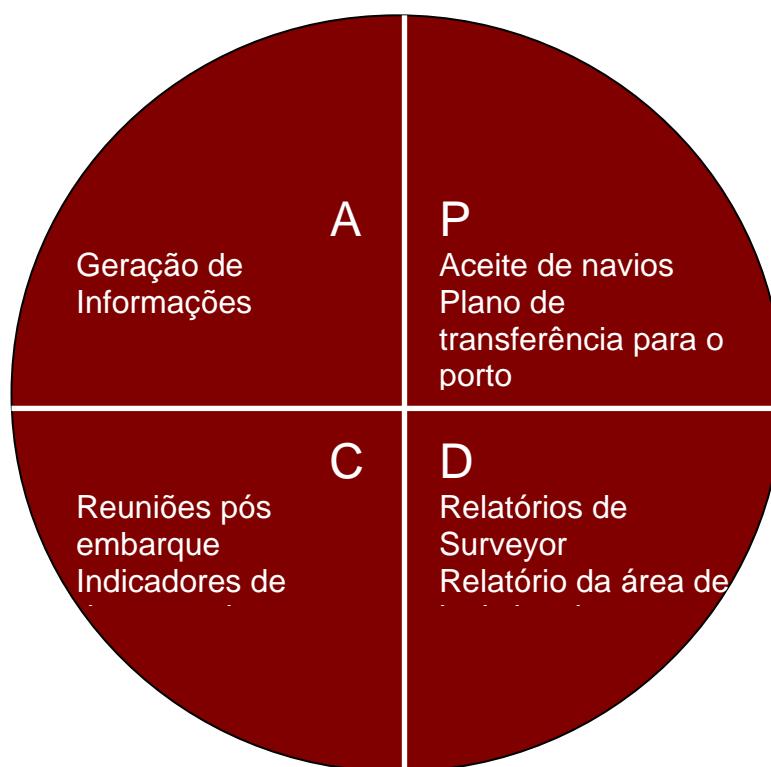 A
Geração de
Informações
P
Aceite de navios
Plano de
transferência para o
porto
C
Reuniões pós
embarque
Indicadores de
D
Relatórios de
Surveyor
Relatório da área de